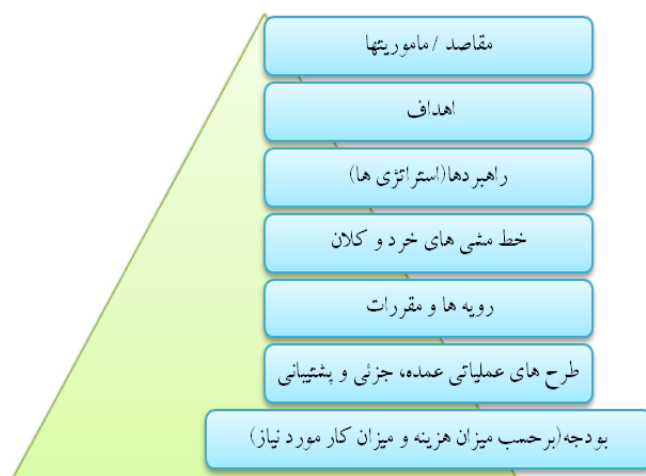 مقاصد /ماموریتها
اهداف
راهبردها(استراتژی ها)
خط مشی های خرد و کلان
رویه ها و مقررات
طرح های عملیاتی عمده، جزئی و پشتیبانی
بودجه(برحسب میزان هزینه و میزان کار مورد نیاز)